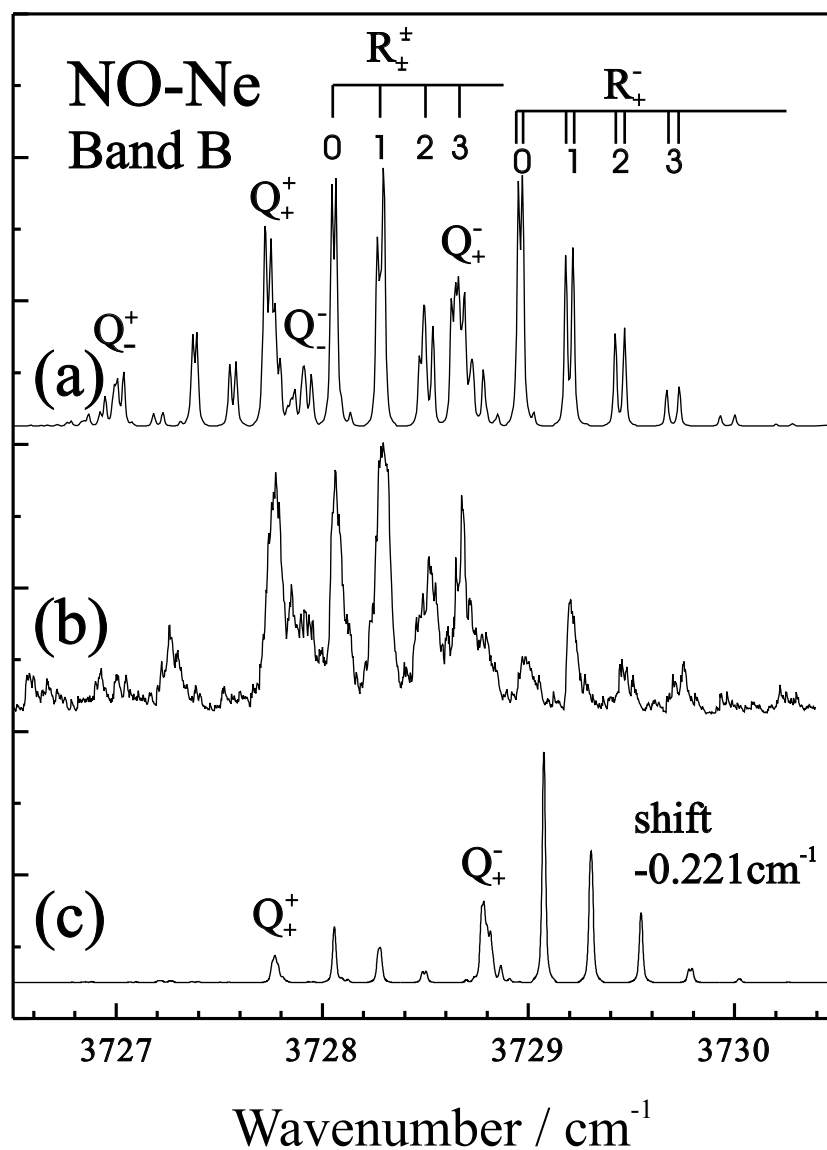 NO-Ne
Band B
R±±
0 1 2 3
R+-
0 1 2 3
Q++
Q+-
Q-+
Q--
(a)
(b)
shift
-0.221cm-1
Q+-
Q++
(c)
3727 3728 3729 3730
Wavenumber / cm-1